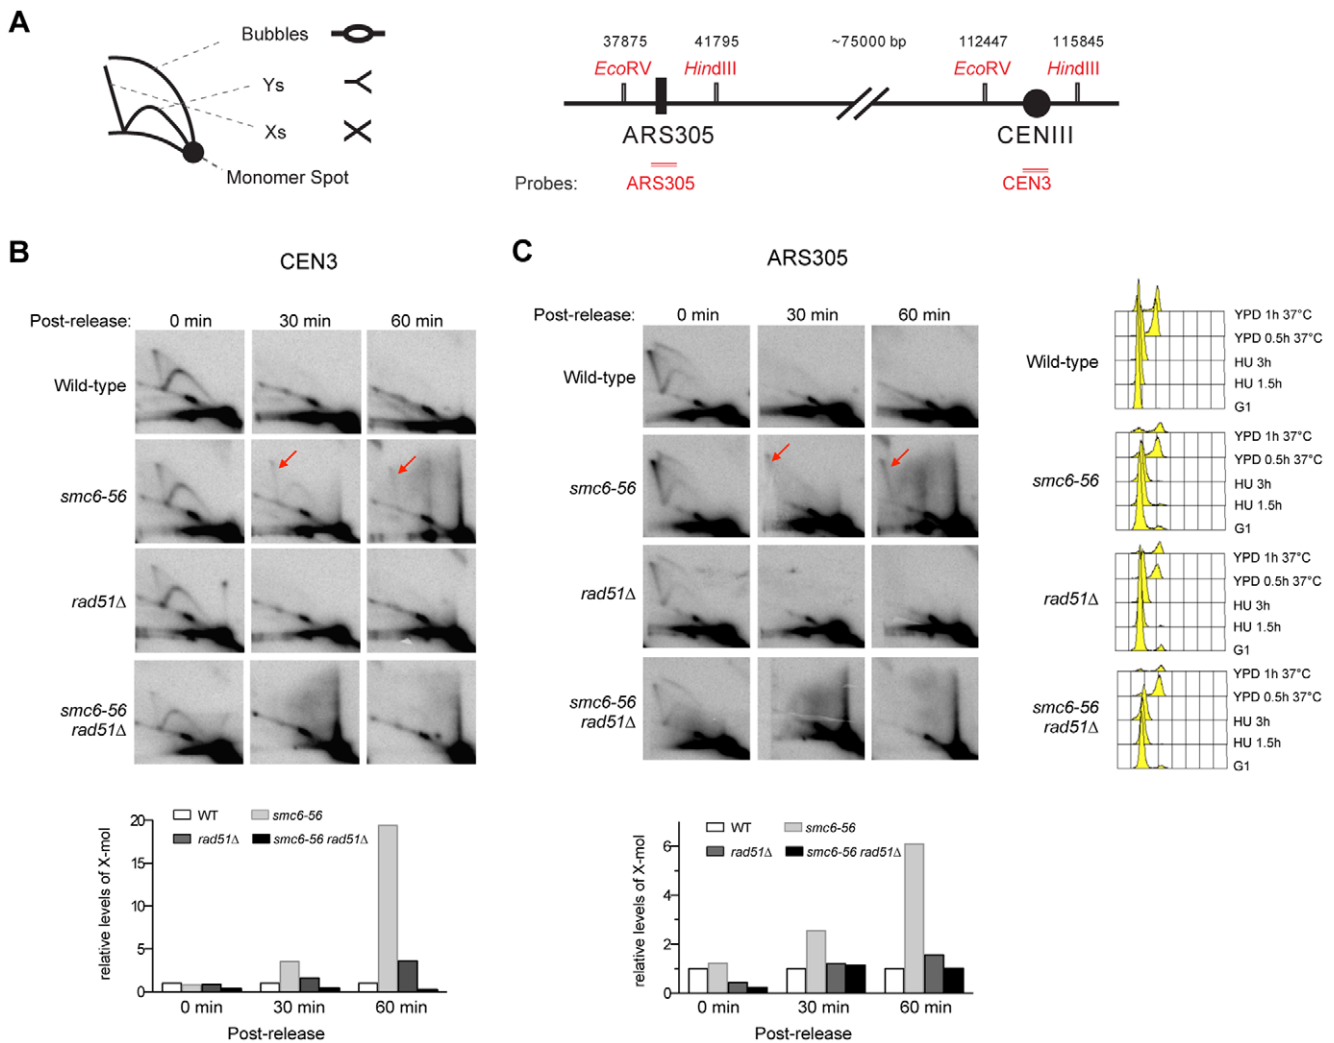 A
Bubbles
Ys
Xs
Monomer Spot
37875 41795 ~75000 bp 112447 115845
EcoRV HindIII EcoRV HindIII
ARS305 CENIII
Probes: ARS305 CEN3
B
CEN3
Post-release: 0 min 30 min 60 min
Wild-type
smc6-56
rad51Δ
smc6-56
rad51Δ
20
15
10
5
0
relative levels of X-mol
WT smc6-56
rad51Δ smc6-56 rad51Δ
0 min 30 min 60 min
Post-release
C
ARS305
Post-release: 0 min 30 min 60 min
Wild-type
smc6-56
rad51Δ
smc6-56
rad51Δ
6
4
2
0
relative levels of X-mol
WT smc6-56
rad51Δ smc6-56 rad51Δ
0 min 30 min 60 min
Post-release
Wild-type
YPD 1h 37°C
YPD 0.5h 37°C
HU 3h
HU 1.5h
G1
smc6-56
YPD 1h 37°C
YPD 0.5h 37°C
HU 3h
HU 1.5h
G1
rad51Δ
YPD 1h 37°C
YPD 0.5h 37°C
HU 3h
HU 1.5h
G1
smc6-56
rad51Δ
YPD 1h 37°C
YPD 0.5h 37°C
HU 3h
HU 1.5h
G1